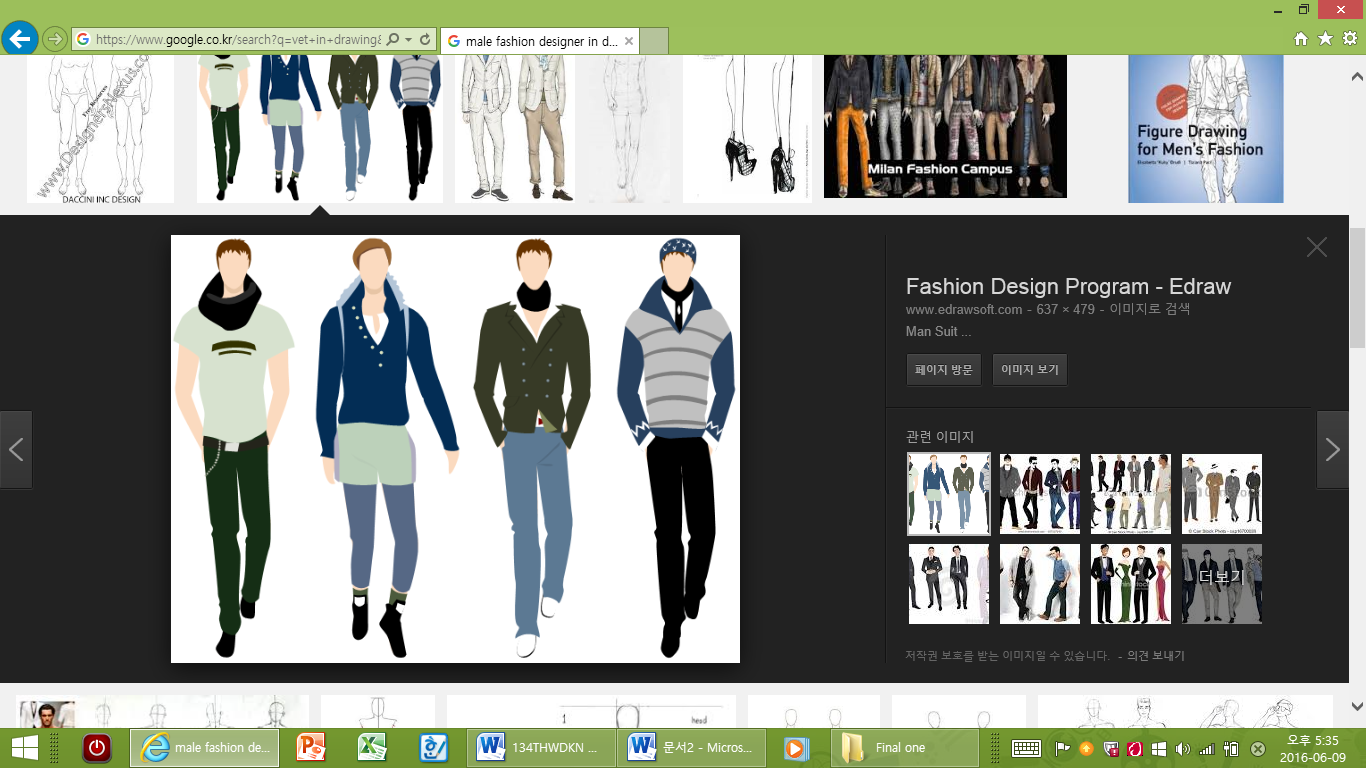 https://www.google.co.kr/search?q=vet+in+drawing&
male fashion designer in d...
www.DesignersNexus.co
DACCINI INC DESIGN
Milan Fashion Campus
Figure Drawing
for Men's Fashion
Fashion Design Program - Edraw
www.edrawsoft.com - 637 × 479 - 이미지로 검색
Man Suit ...
페이지 방문
이미지 보기
관련 이미지
더보기
저작권 보호를 받는 이미지일 수 있습니다. - 의견 보내기
1
head
male fashion de...
134THWDKN ...
문서2 - Micros...
Final one
오후 5:35
2016-06-09